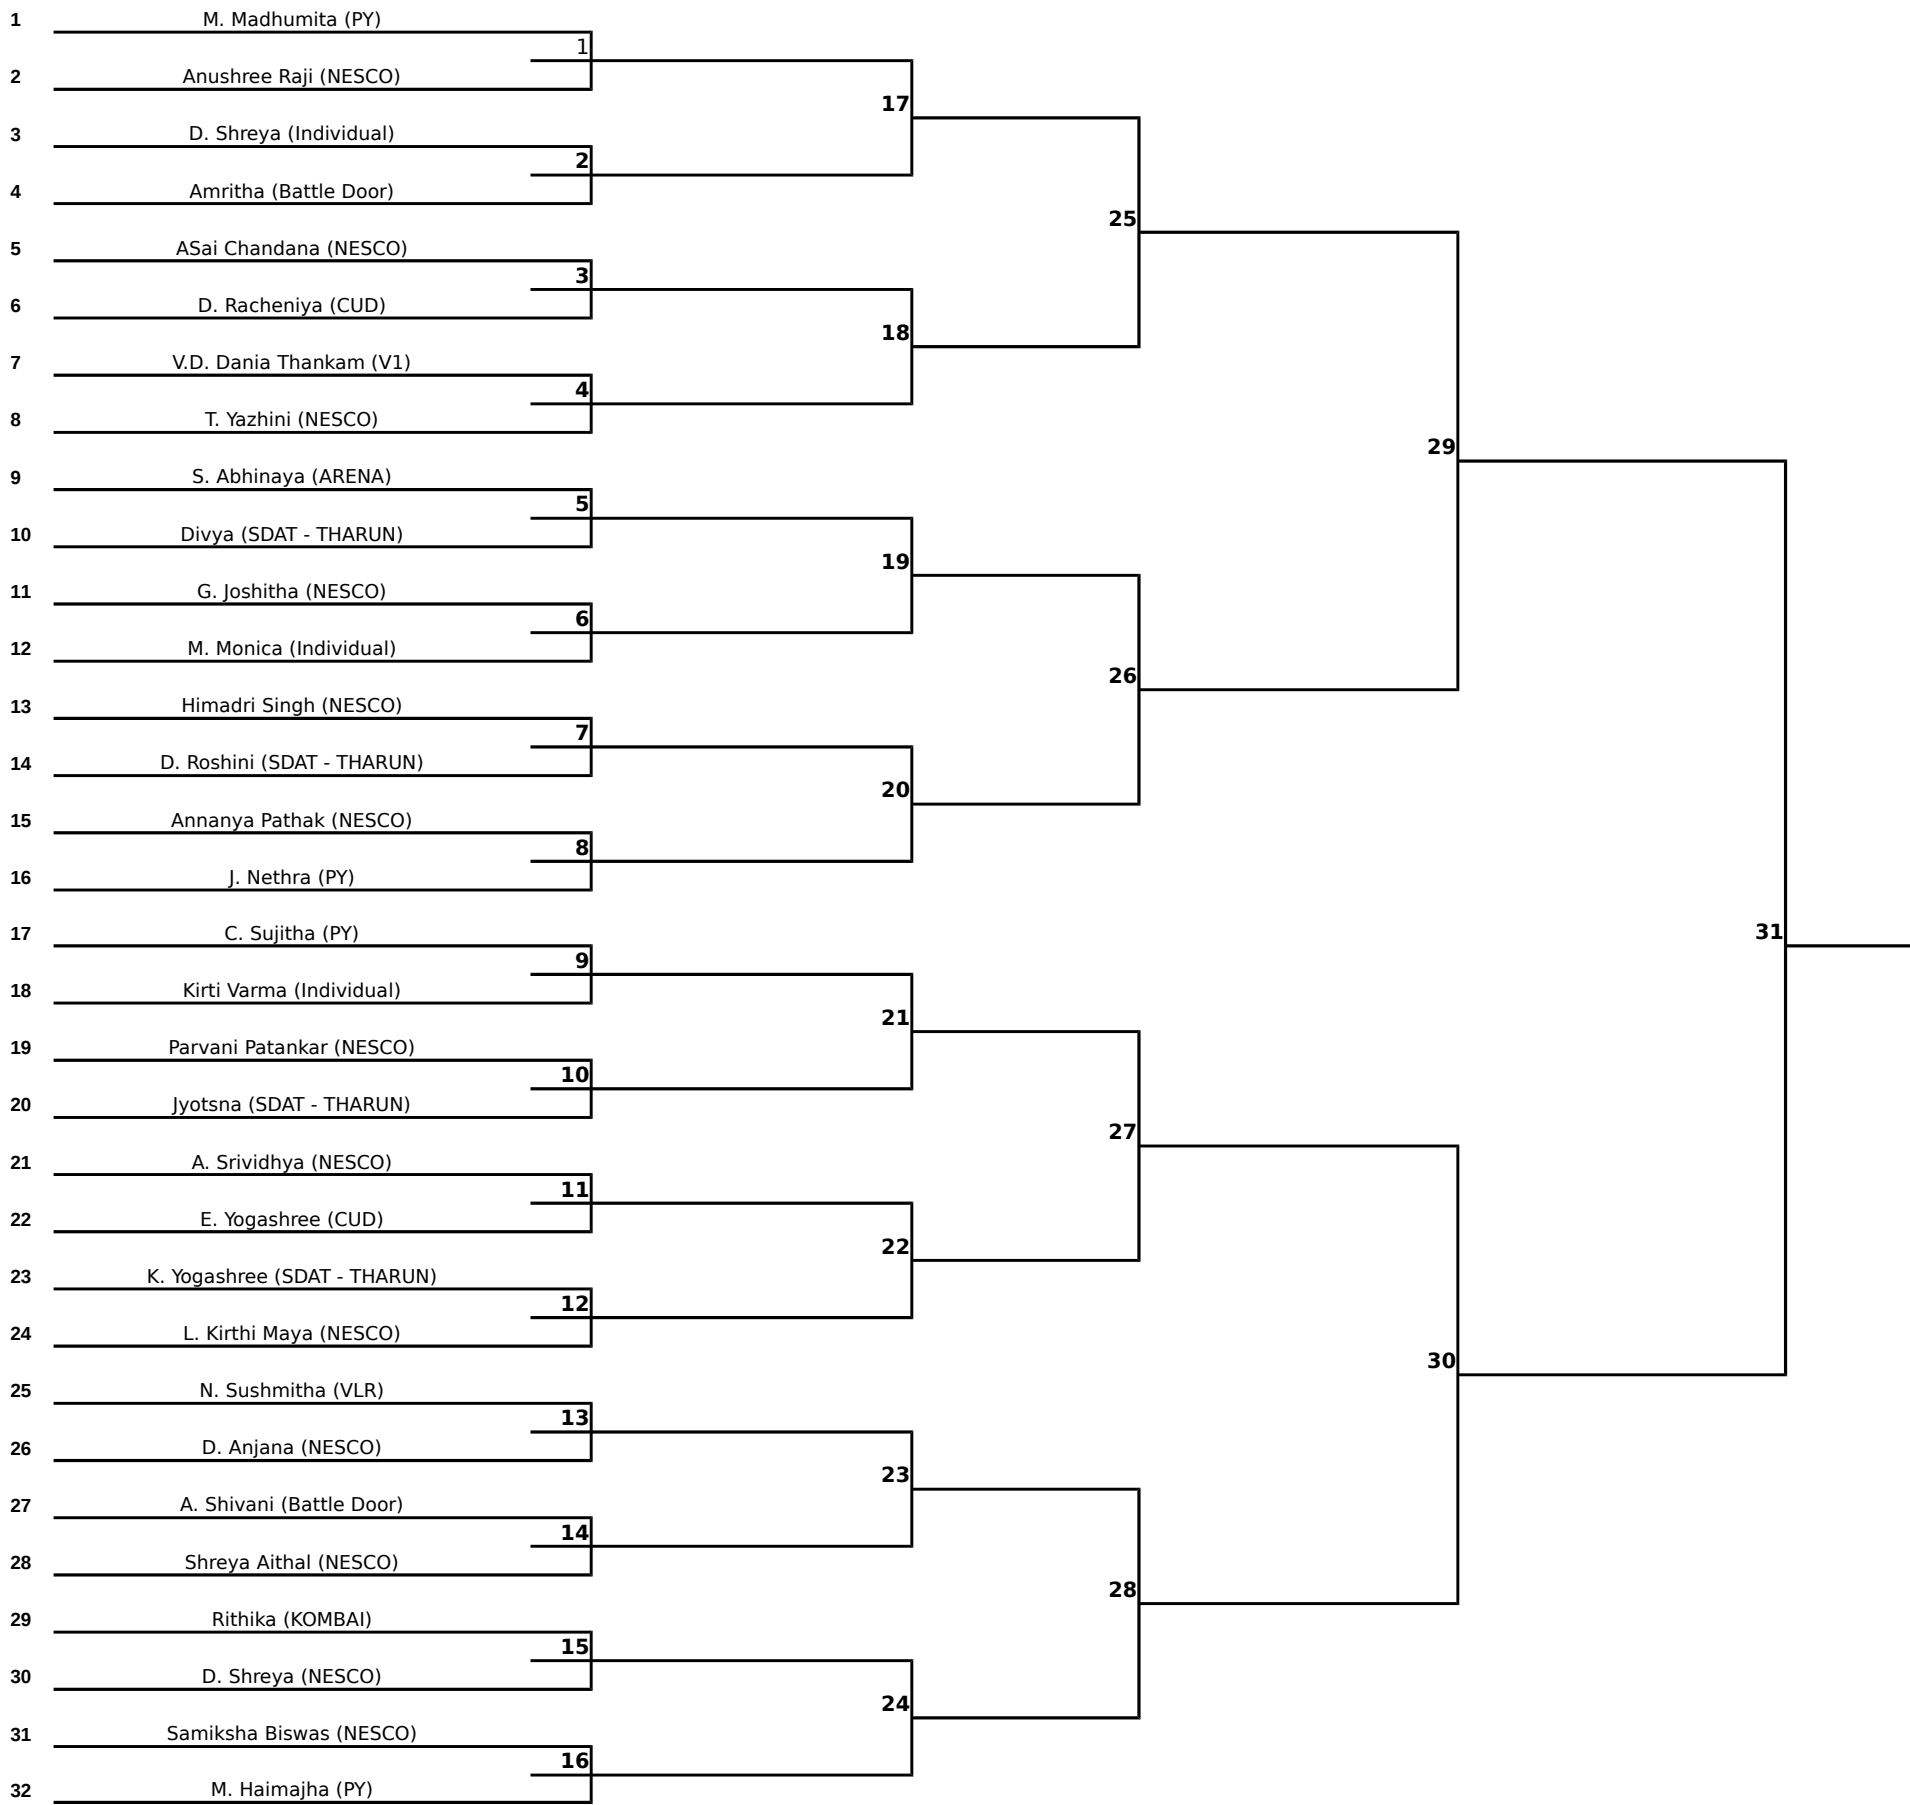 1 M. Madhumita (PY)
1
2 Anushree Raji (NESCO)
17
3 D. Shreya (Individual)
2
4 Amritha (Battle Door)
25
5 ASai Chandana (NESCO)
3
6 D. Racheniya (CUD)
18
7 V.D. Dania Thankam (V1)
4
8 T. Yazhini (NESCO)
29
9 S. Abhinaya (ARENA)
5
10 Divya (SDAT - THARUN)
19
11 G. Joshitha (NESCO)
6
12 M. Monica (Individual)
26
13 Himadri Singh (NESCO)
7
14 D. Roshini (SDAT - THARUN)
20
15 Annanya Pathak (NESCO)
8
16 J. Nethra (PY)
31
17 C. Sujitha (PY)
9
18 Kirti Varma (Individual)
21
19 Parvani Patankar (NESCO)
10
20 Jyotsna (SDAT - THARUN)
27
21 A. Srividhya (NESCO)
11
22 E. Yogashree (CUD)
22
23 K. Yogashree (SDAT - THARUN)
12
24 L. Kirthi Maya (NESCO)
30
25 N. Sushmitha (VLR)
13
26 D. Anjana (NESCO)
23
27 A. Shivani (Battle Door)
14
28 Shreya Aithal (NESCO)
28
29 Rithika (KOMBAI)
15
30 D. Shreya (NESCO)
24
31 Samiksha Biswas (NESCO)
16
32 M. Haimajha (PY)